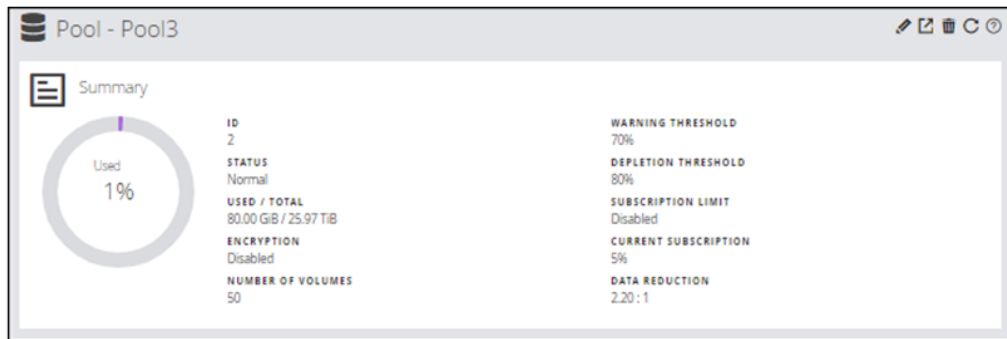 Pool - Pool3
Summary
Used
1%
ID
2
STATUS
Normal
USED / TOTAL
80.00 GiB / 25.97 TiB
ENCRYPTION
Disabled
NUMBER OF VOLUMES
50
WARNING THRESHOLD
70%
DEPLETION THRESHOLD
80%
SUBSCRIPTION LIMIT
Disabled
CURRENT SUBSCRIPTION
5%
DATA REDUCTION
2.20 : 1